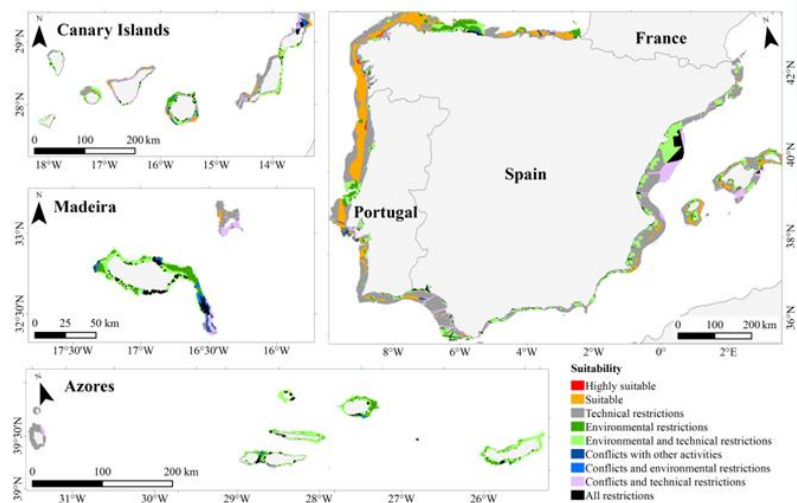 Canary Islands
N
29°N
28°N
0 100 200 km
18°W 17°W 16°W 15°W 14°W
Madeira
N
33°N
32°30'N
0 25 50 km
17°30'W 17°W 16°30'W 16°W
Azores
N
39°30'N
39°N
0 100 200 km
31°W 30°W 29°W 28°W 27°W 26°W
France
Spain
Portugal
N
42°N
40°N
38°N
36°N
0 100 200 km
8°W 6°W 4°W 2°W 0° 2°E
Suitability
Highly suitable
Suitable
Technical restrictions
Environmental restrictions
Environmental and technical restrictions
Conflicts with other activities
Conflicts and environmental restrictions
Conflicts and technical restrictions
All restrictions